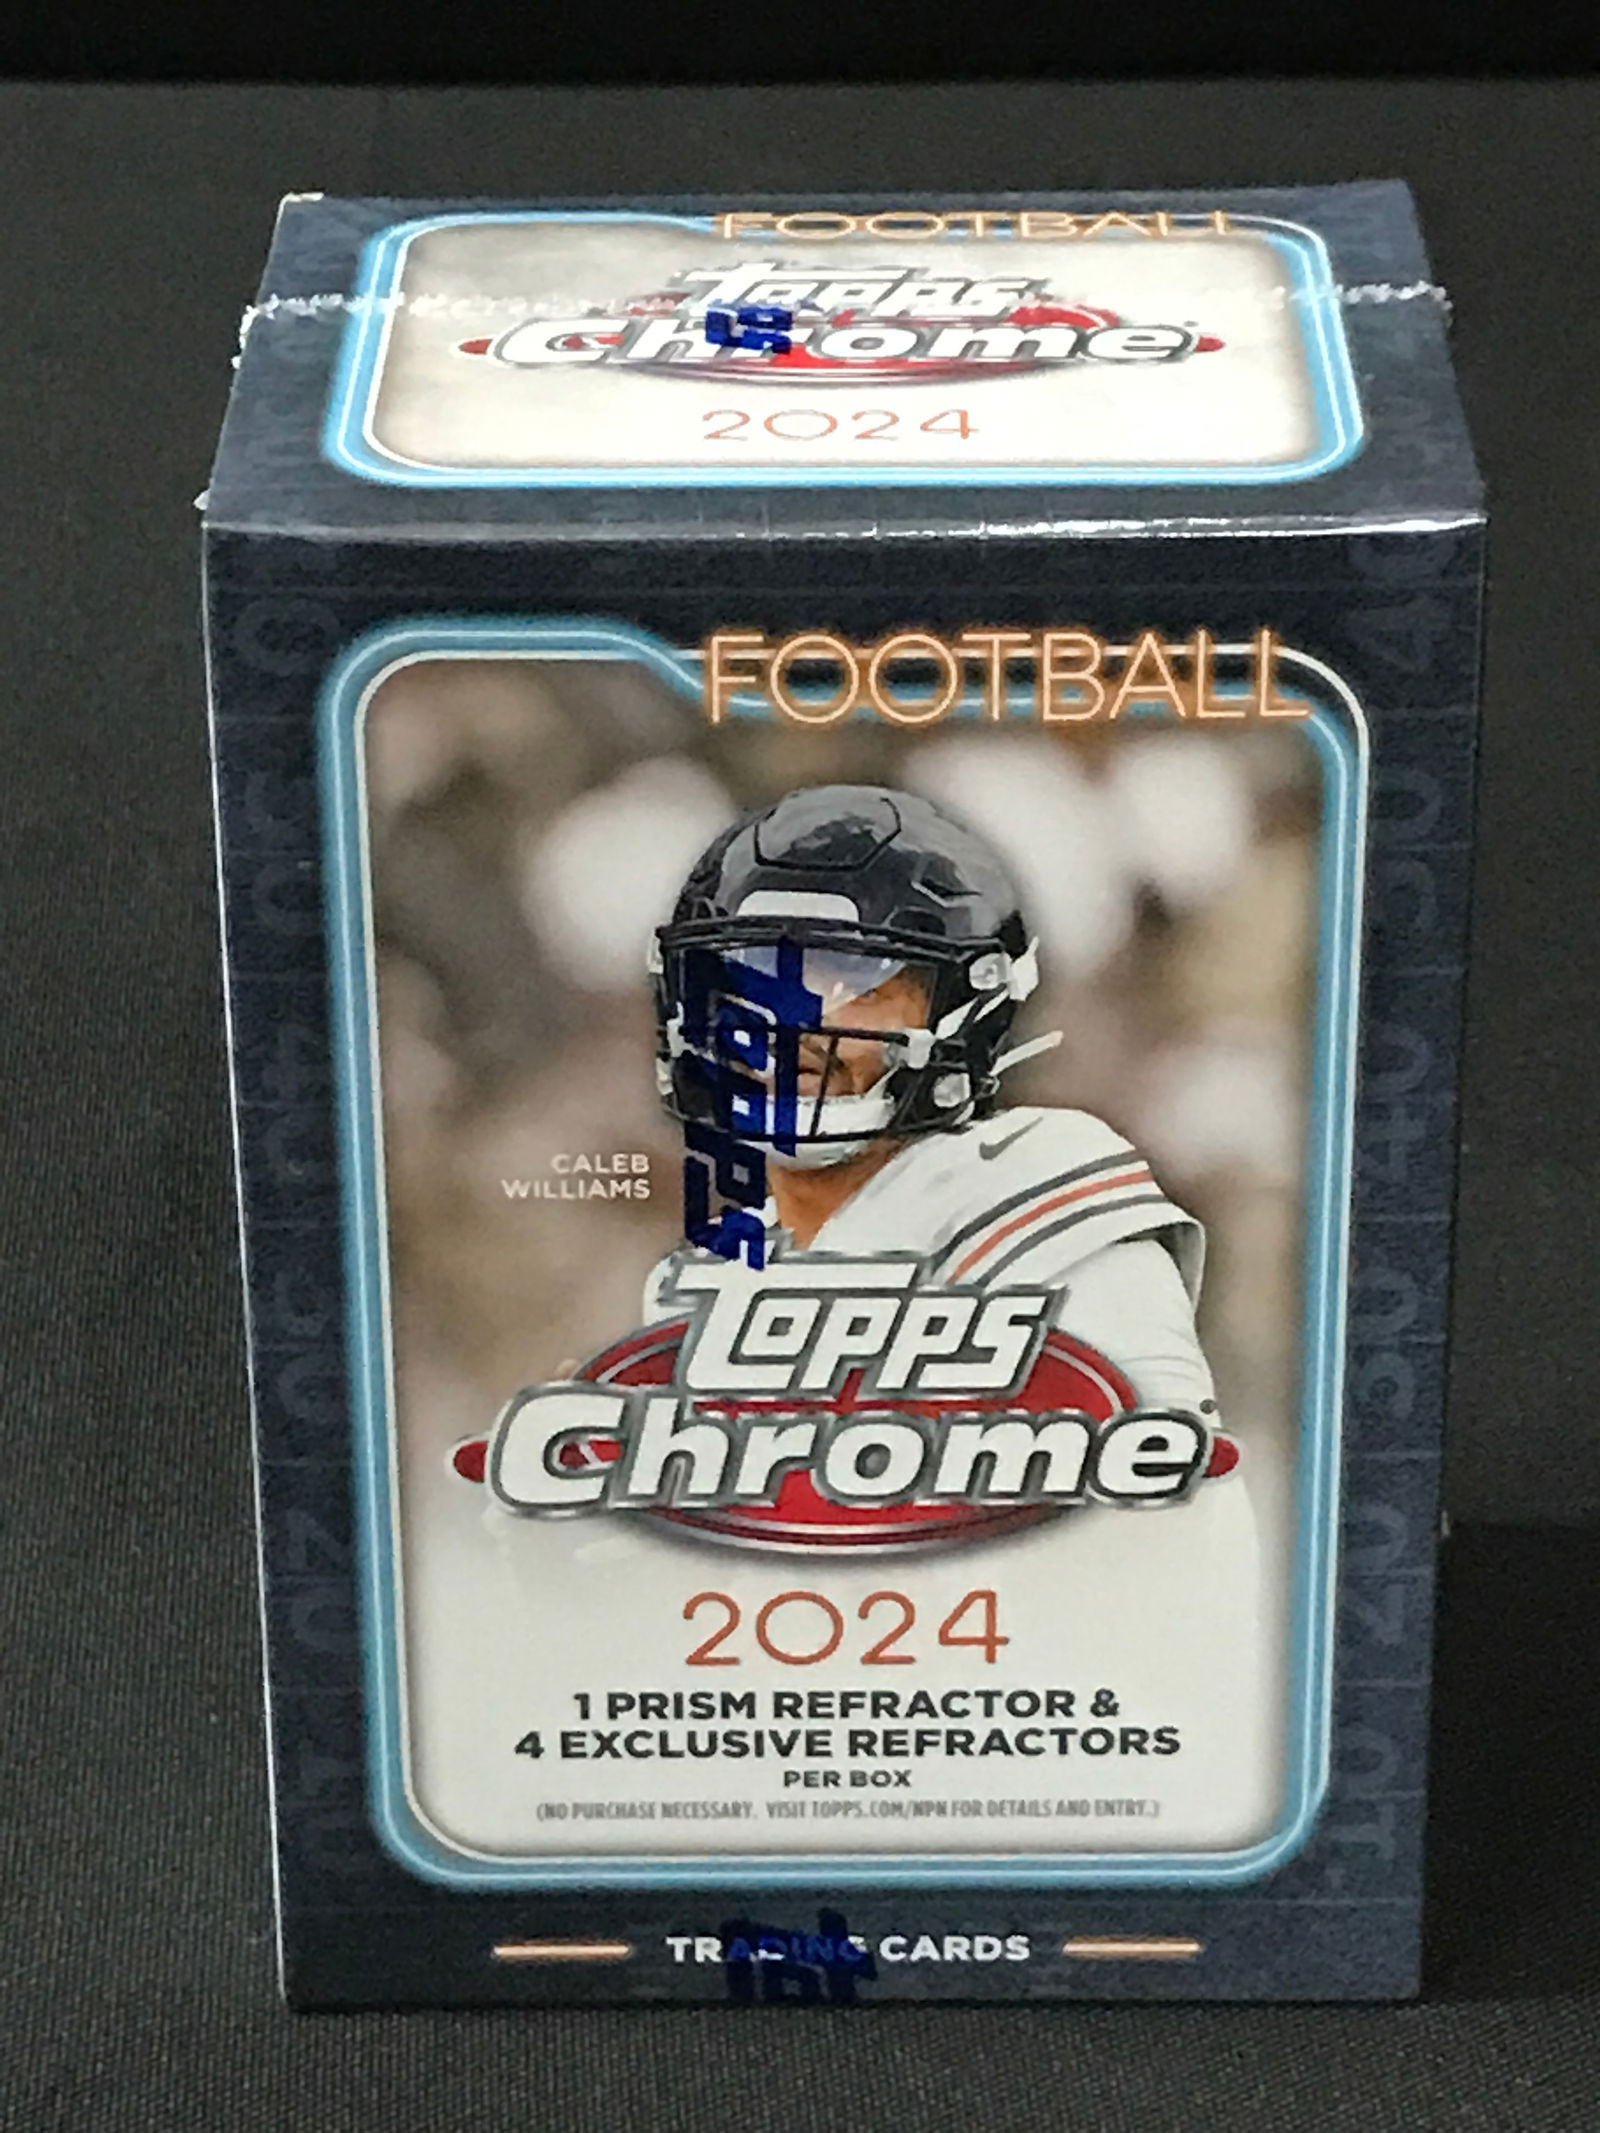 FOOTBALL
Topps
Chrome
2024
FOOTBALL
Topps
CALEB
WILLIAMS
Topps
Chrome
2024
1 PRISM REFRACTOR &
4 EXCLUSIVE REFRACTORS
PER BOX
(NO PURCHASE NECESSARY. VISIT TOPPS.COM/NPN FOR DETAILS AND ENTRY.)
TRADING CARDS